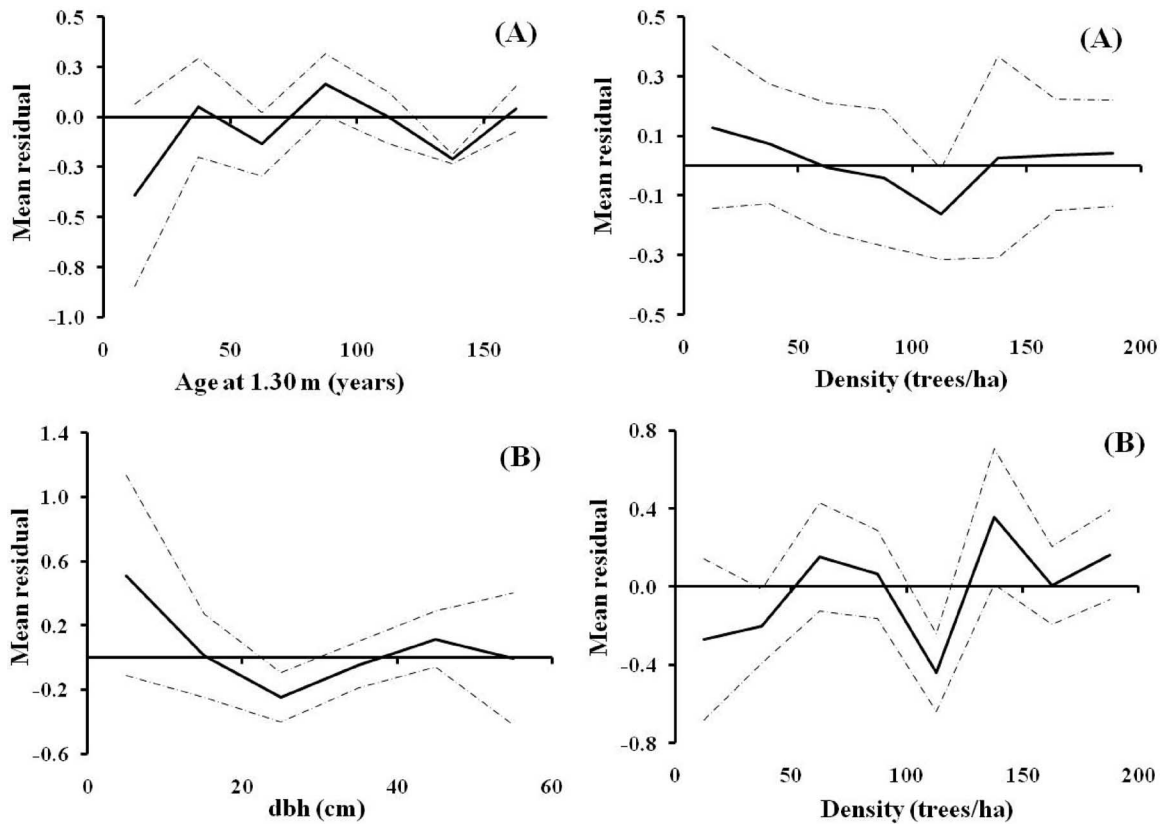 (A)
Mean residual
0.5
0.3
0.0
-0.3
-0.5
-0.8
-1.0
0 50 100 150
Age at 1.30 m (years)
(A)
Mean residual
0.5
0.3
0.1
-0.1
-0.3
-0.5
0 50 100 150 200
Density (trees/ha)
(B)
Mean residual
1.4
1.0
0.6
0.2
-0.2
-0.6
0 20 40 60
dbh (cm)
(B)
Mean residual
0.8
0.4
0.0
-0.4
-0.8
0 50 100 150 200
Density (trees/ha)